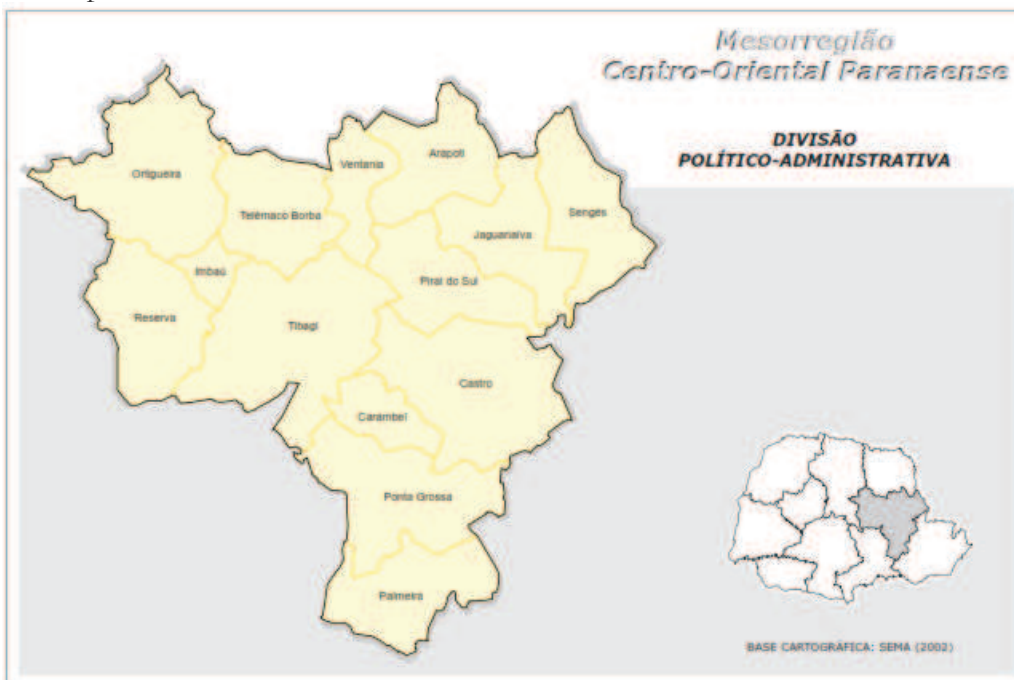 Mesorregião
Centro-Oriental Paranaense
DIVISÃO
POLÍTICO-ADMINISTRATIVA
Ortigueira
Ventania
Arapoti
Telêmaco Borba
Sengés
Jaguariaíva
Imbaú
Piraí do Sul
Reserva
Tibagi
Castro
Carambeí
Ponta Grossa
Palmeira
BASE CARTOGRÁFICA: SEMA (2002)